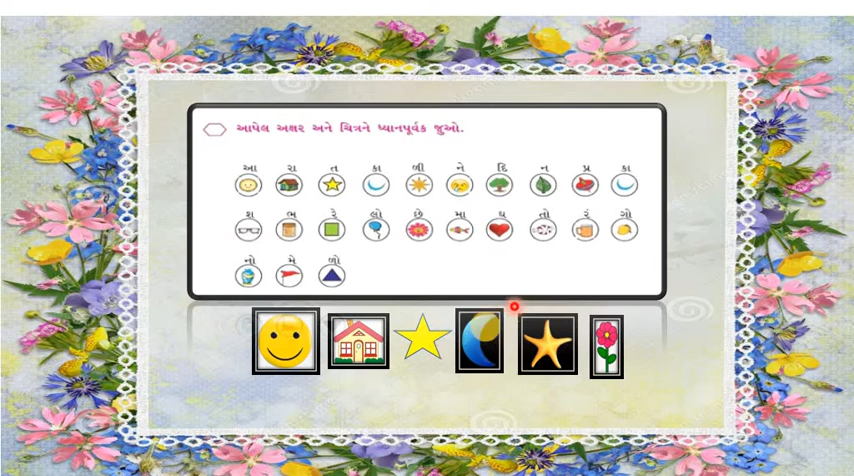 આપેલ અક્ષર અને ચિત્રને ધ્યાનપૂર્વક જુઓ.
આ રા ત કા ળી ને દિ ન પ્ર કા
શ ભ રે લો છે મા ઘ તો રં ગો
નો મે ળો